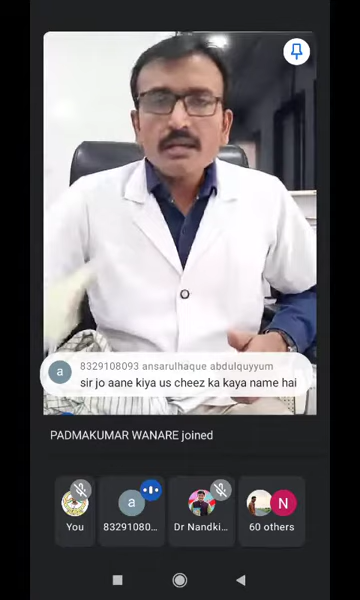 a
8329108093 ansarulhaque abdulquyyum
sir jo aane kiya us cheez ka kaya name hai
PADMAKUMAR WANARE joined
a
N
You
83291080...
Dr Nandki...
60 others